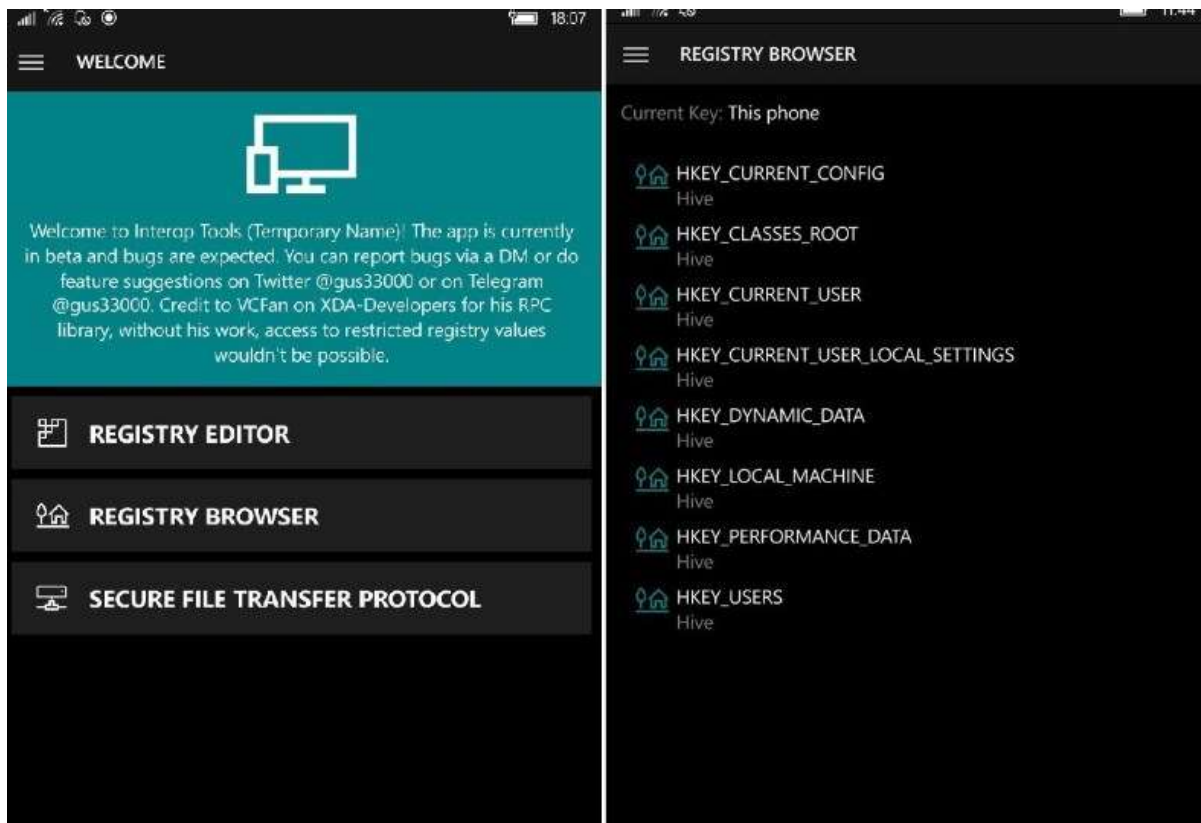 18:07
WELCOME
Welcome to Interop Tools (Temporary Name)! The app is currently
in beta and bugs are expected. You can report bugs via a DM or do
feature suggestions on Twitter @gus33000 or on Telegram
@gus33000. Credit to VCFan on XDA-Developers for his RPC
library, without his work, access to restricted registry values
wouldn't be possible.
REGISTRY EDITOR
REGISTRY BROWSER
SECURE FILE TRANSFER PROTOCOL
11:44
REGISTRY BROWSER
Current Key: This phone
HKEY_CURRENT_CONFIG
Hive
HKEY_CLASSES_ROOT
Hive
HKEY_CURRENT_USER
Hive
HKEY_CURRENT_USER_LOCAL_SETTINGS
Hive
HKEY_DYNAMIC_DATA
Hive
HKEY_LOCAL_MACHINE
Hive
HKEY_PERFORMANCE_DATA
Hive
HKEY_USERS
Hive